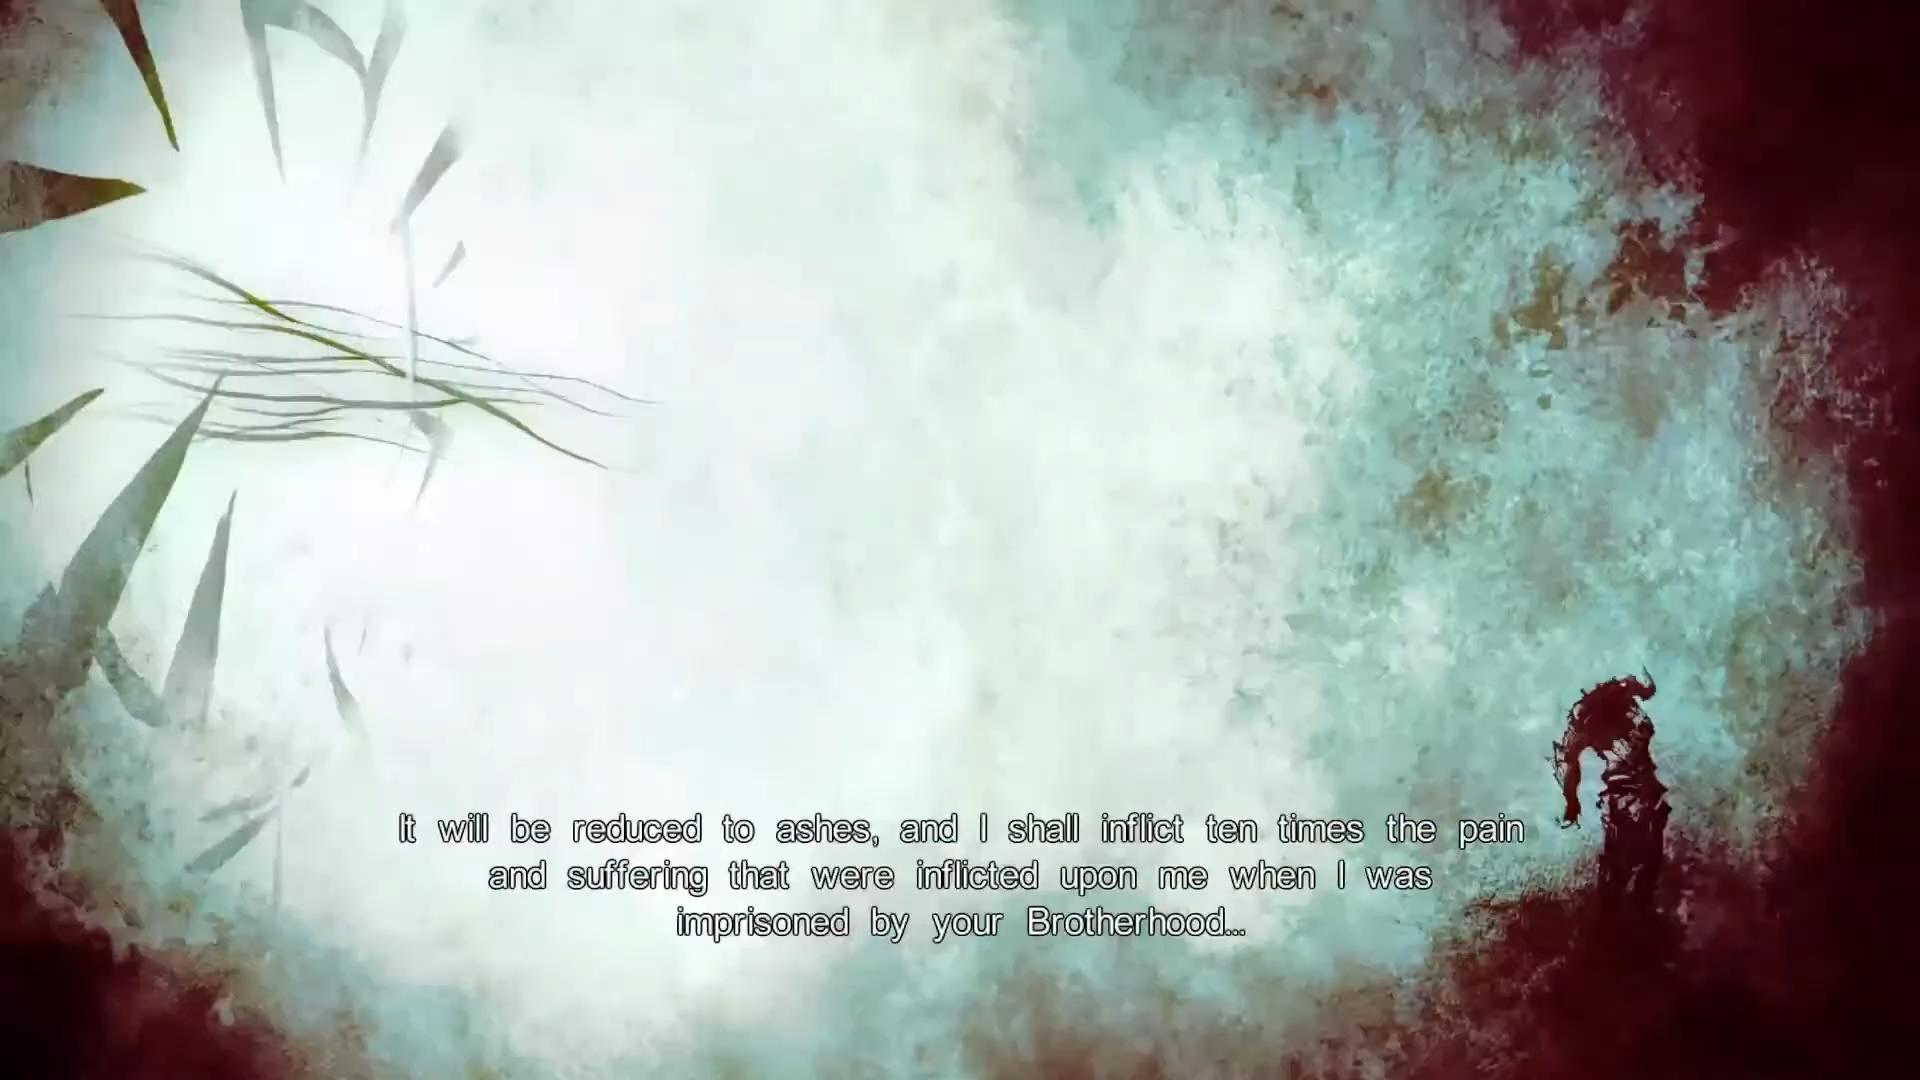 It will be reduced to ashes, and I shall inflict ten times the pain
and suffering that were inflicted upon me when I was
imprisoned by your Brotherhood...